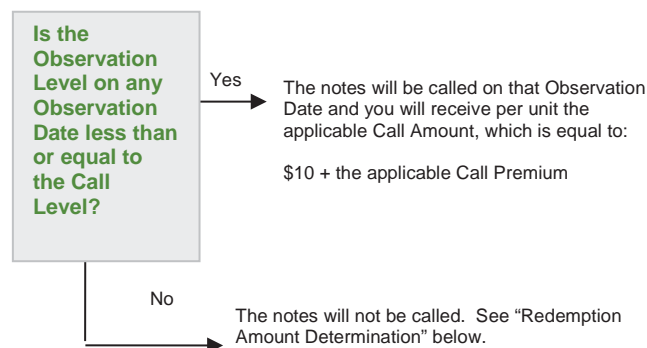 Is the
Observation
Level on any
Observation
Date less than
or equal to
the Call
Level?
Yes
The notes will be called on that Observation
Date and you will receive per unit the
applicable Call Amount, which is equal to:
$10 + the applicable Call Premium
No
The notes will not be called. See “Redemption
Amount Determination” below.